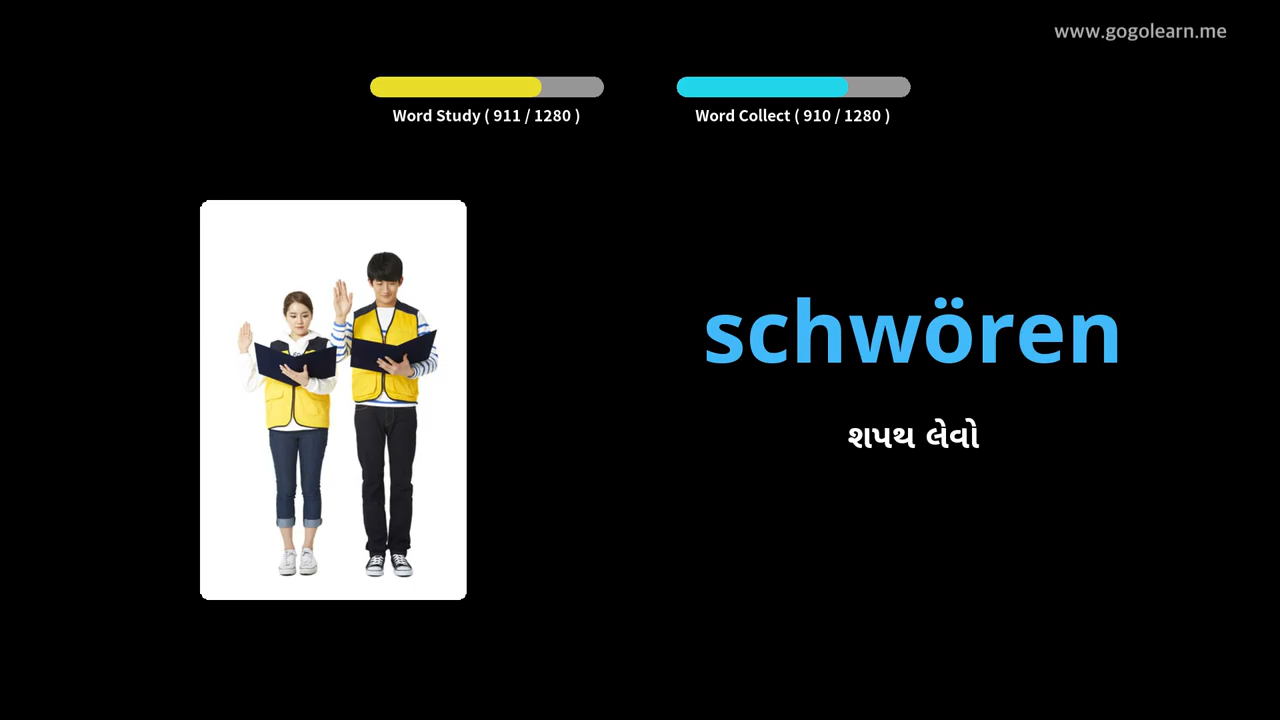 www.gogolearn.me
Word Study ( 911 / 1280 )
Word Collect ( 910 / 1280 )
schwören
શપથ લેવો